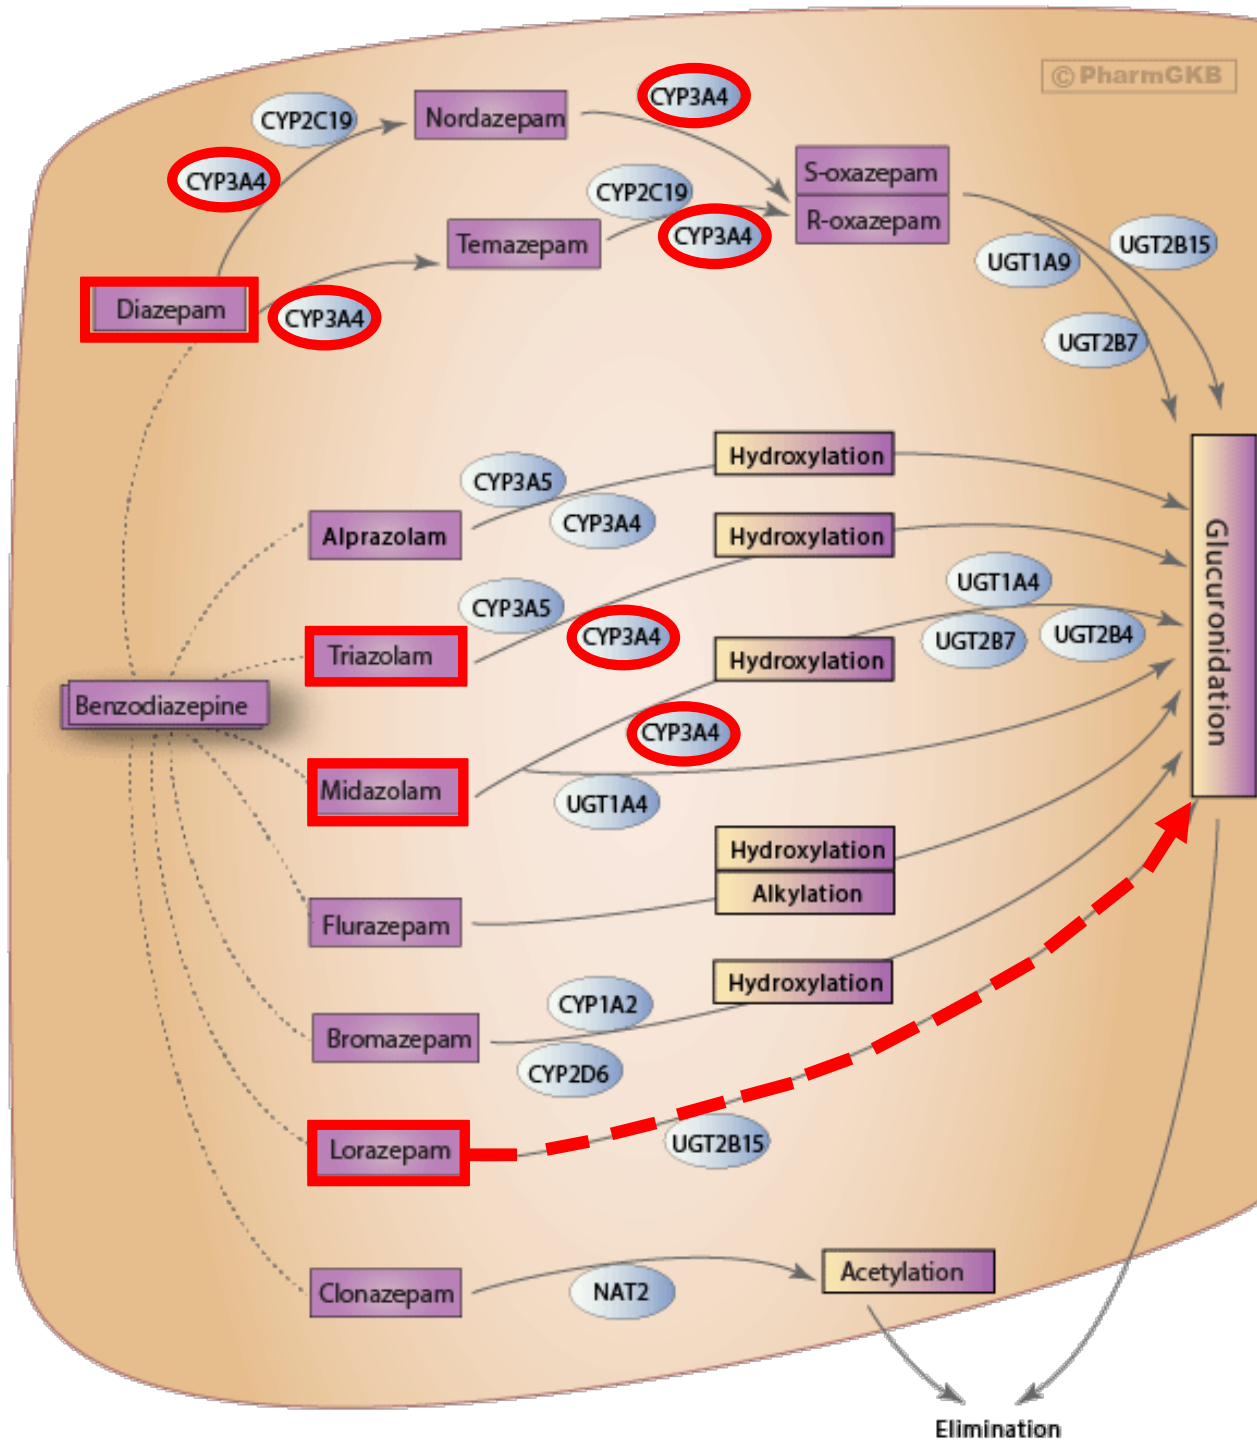 © PharmGKB
CYP2C19
Nordazepam
CYP3A4
CYP3A4
CYP2C19
S-oxazepam
R-oxazepam
Temazepam
CYP3A4
UGT1A9
UGT2B15
Diazepam
CYP3A4
UGT2B7
Hydroxylation
CYP3A5
Alprazolam
CYP3A4
Hydroxylation
Glucuronidation
CYP3A5
Triazolam
CYP3A4
UGT1A4
UGT2B7
UGT2B4
Hydroxylation
Benzodiazepine
CYP3A4
Midazolam
UGT1A4
Hydroxylation
Alkylation
Flurazepam
Hydroxylation
CYP1A2
Bromazepam
CYP2D6
Lorazepam
UGT2B15
Clonazepam
NAT2
Acetylation
Elimination